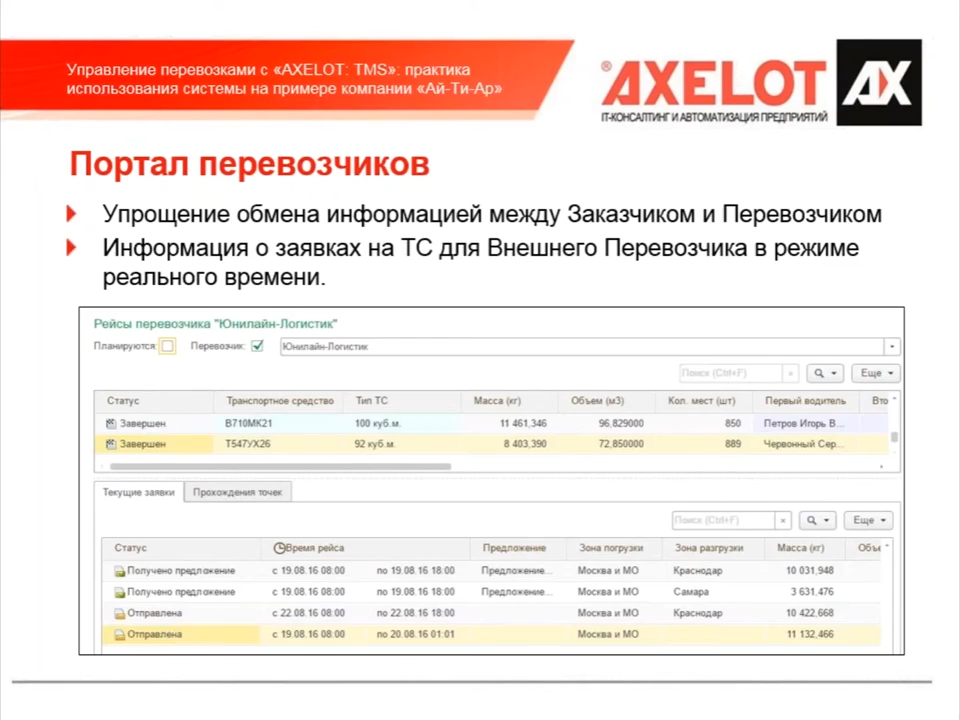 Управление перевозками с «AXELOT: TMS»: практика
использования системы на примере компании «Ай-Ти-Ар»
®AXELOT AX
IT-КОНСАЛТИНГ И АВТОМАТИЗАЦИЯ ПРЕДПРИЯТИЙ
Портал перевозчиков
Упрощение обмена информацией между Заказчиком и Перевозчиком
Информация о заявках на ТС для Внешнего Перевозчика в режиме
реального времени.
Рейсы перевозчика "Юнилайн-Логистик"
Планируются: Перевозчик: Юнилайн-Логистик
Поиск (Ctrl+F) × Еще
Статус Транспортное средство Тип ТС Масса (кг) Объем (м3) Кол. мест (шт) Первый водитель Вто
Завершен В710МК21 100 куб.м. 11 461,346 96,829000 850 Петров Игорь В...
Завершен Т547УХ26 92 куб.м. 8 403,390 72,850000 889 Червонный Сер...
Текущие заявки Прохождения точек
Поиск (Ctrl+F) × Еще
Статус Время рейса Предложение Зона погрузки Зона разгрузки Масса (кг) Объе
Получено предложение с 19.08.16 08:00 по 19.08.16 18:00 Предложение... Москва и МО Краснодар 10 031,948
Получено предложение с 19.08.16 08:00 по 19.08.16 18:00 Предложение... Москва и МО Самара 3 631,476
Отправлена с 22.08.16 08:00 по 22.08.16 18:00 Москва и МО Краснодар 10 422,668
Отправлена с 19.08.16 08:00 по 20.08.16 01:01 Москва и МО 11 132,466